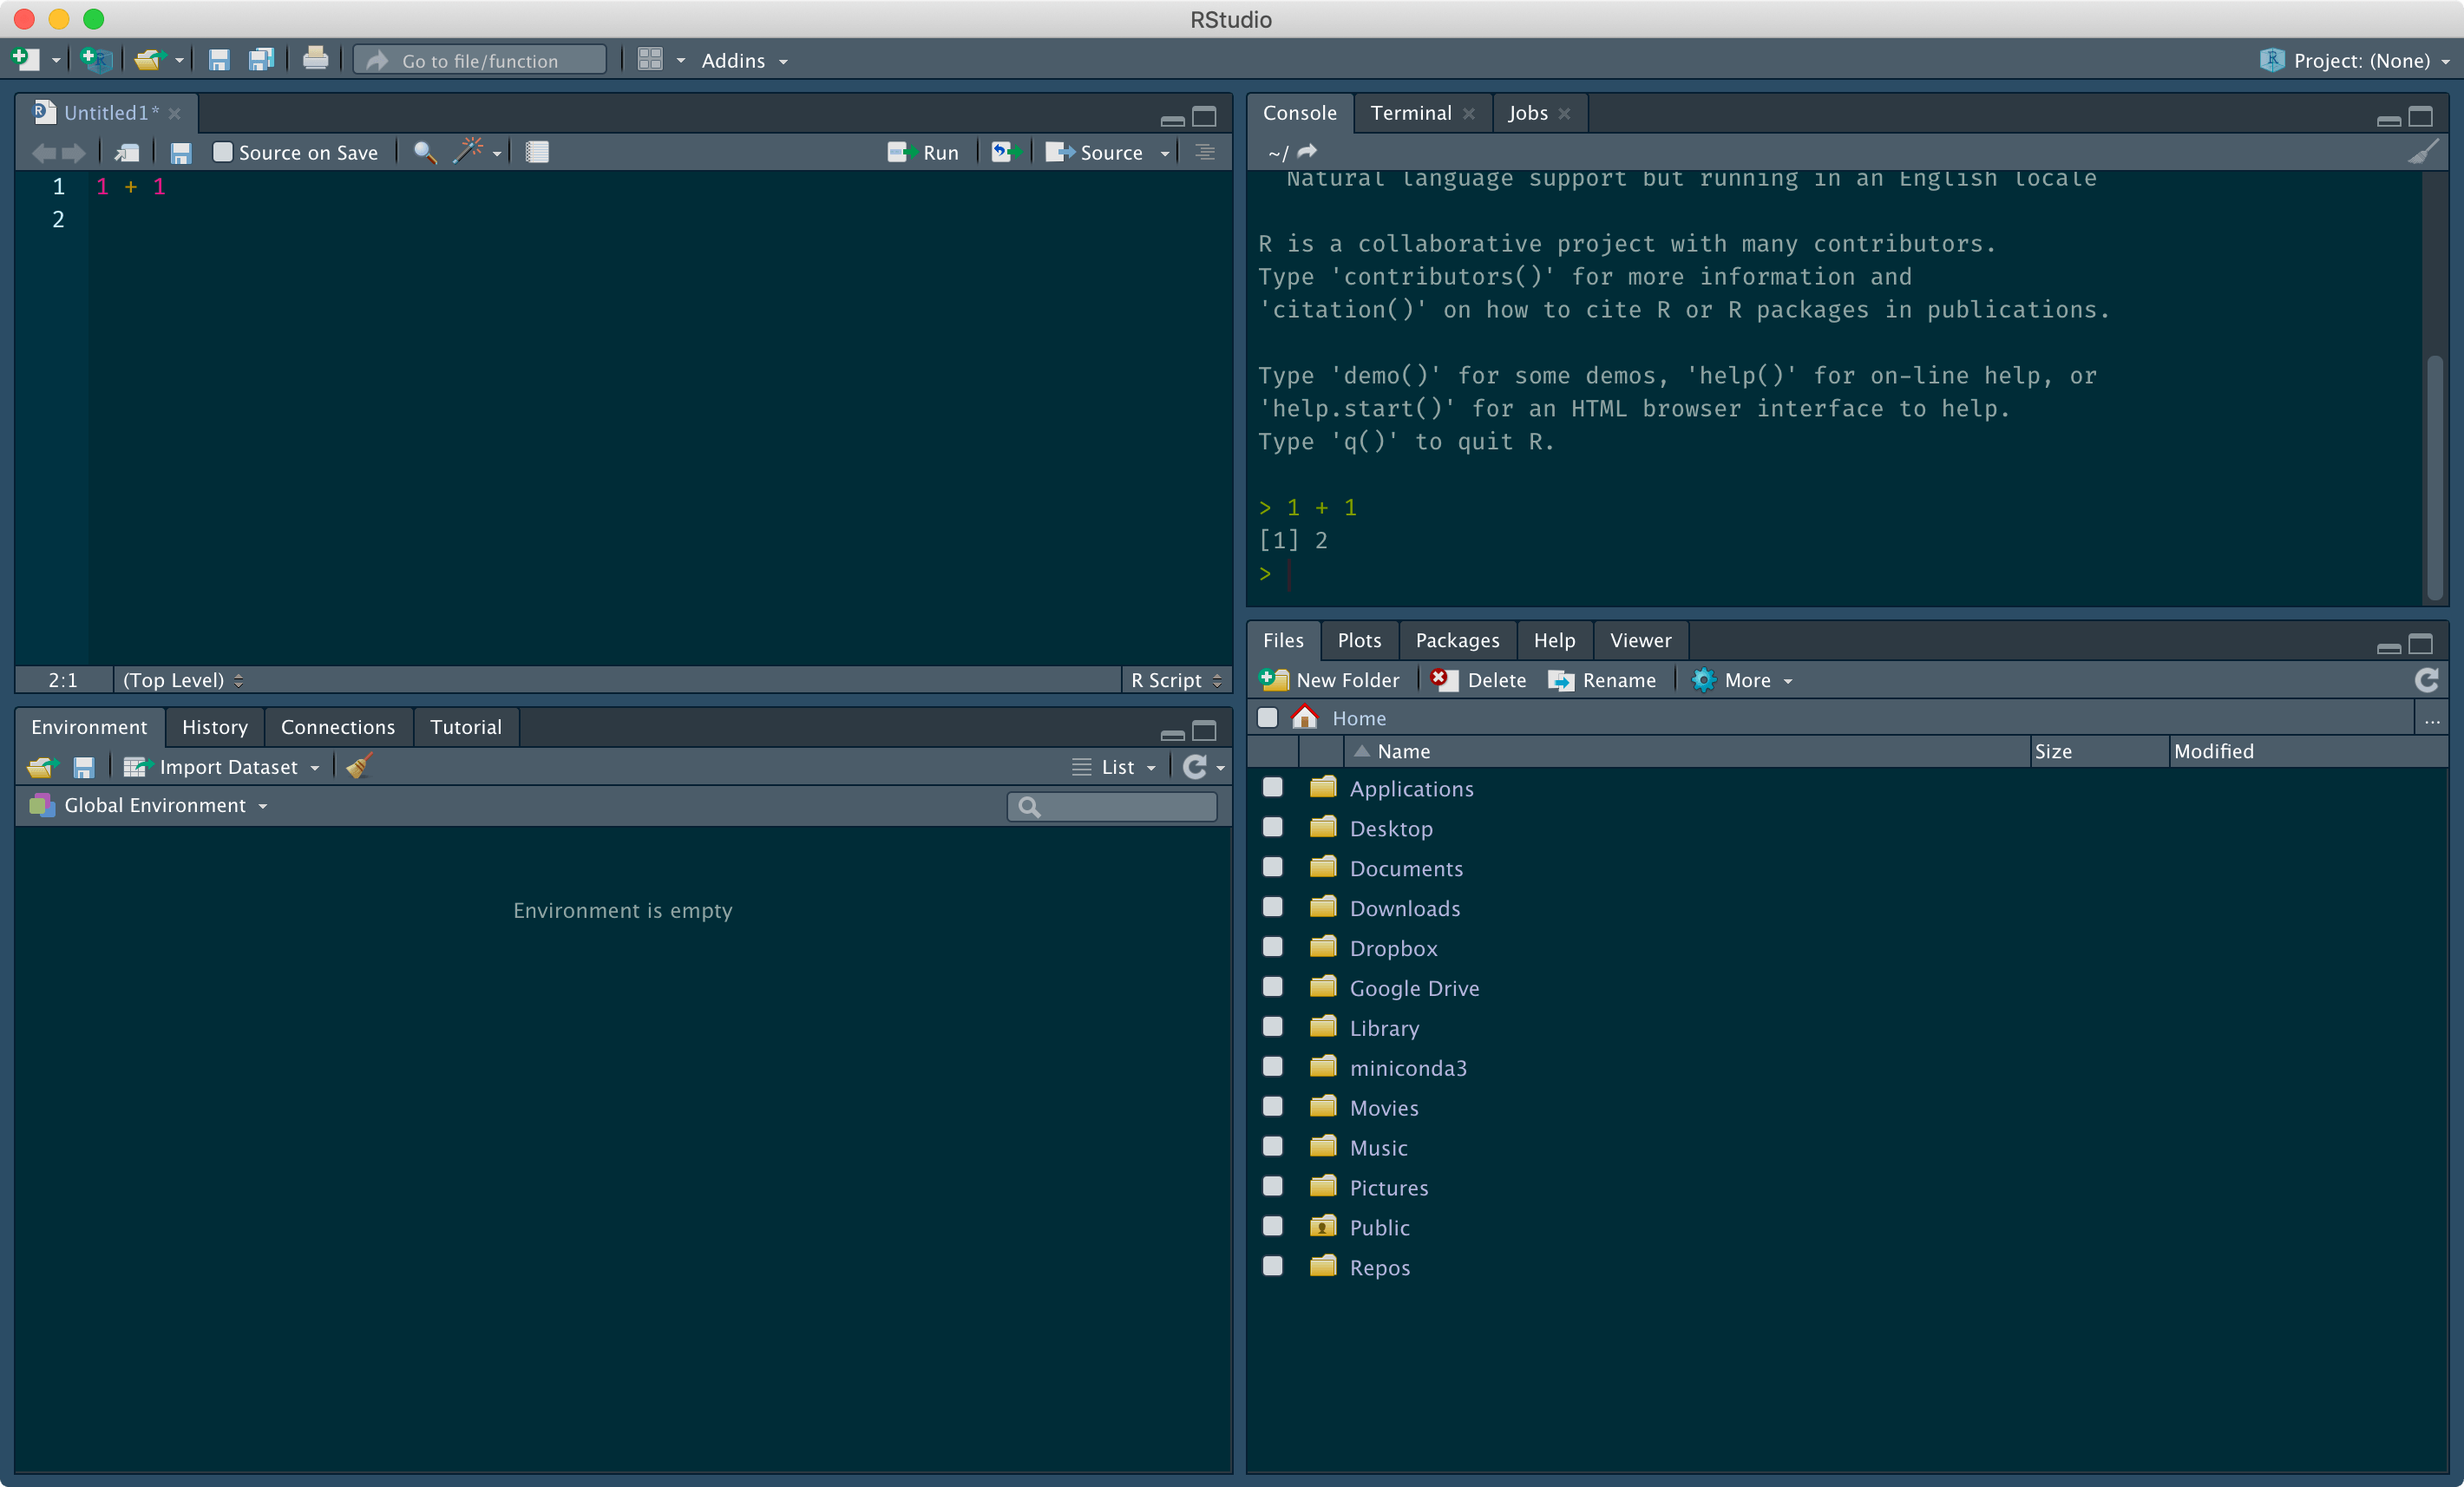 RStudio
Go to file/function
Addins
Project: (None)
Untitled1*
Source on Save
Run
Source
1 1 + 1
2
2:1 (Top Level) R Script
Console Terminal Jobs
~/
Natural language support but running in an English locale
R is a collaborative project with many contributors.
Type 'contributors()' for more information and
'citation()' on how to cite R or R packages in publications.
Type 'demo()' for some demos, 'help()' for on-line help, or
'help.start()' for an HTML browser interface to help.
Type 'q()' to quit R.
> 1 + 1
[1] 2
>
Environment History Connections Tutorial
Import Dataset List
Global Environment
Environment is empty
Files Plots Packages Help Viewer
New Folder Delete Rename More
Home ...
Name Size Modified
Applications
Desktop
Documents
Downloads
Dropbox
Google Drive
Library
miniconda3
Movies
Music
Pictures
Public
Repos